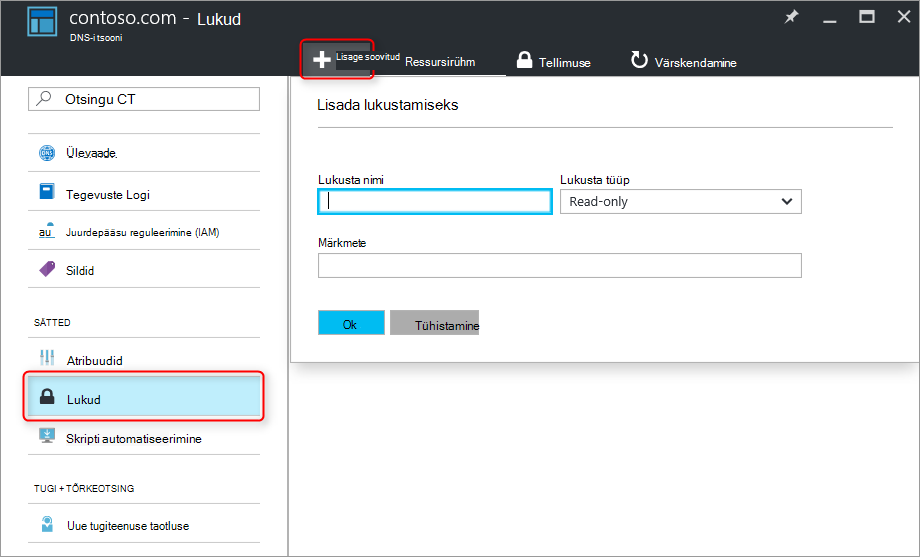 contoso.com - Lukud
DNS-i tsooni
Lisage soovitud
Ressursirühm
Tellimuse
Värskendamine
Otsingu CT
Ülevaade
Tegevuste Logi
Juurdepääsu reguleerimine (IAM)
Sildid
SÄTTED
Atribuudid
Lukud
Skripti automatiseerimine
TUGI + TÕRKEOTSING
Uue tugiteenuse taotluse
Lisada lukustamiseks
Lukusta nimi
Lukusta tüüp
Read-only
Märkmete
Ok
Tühistamine